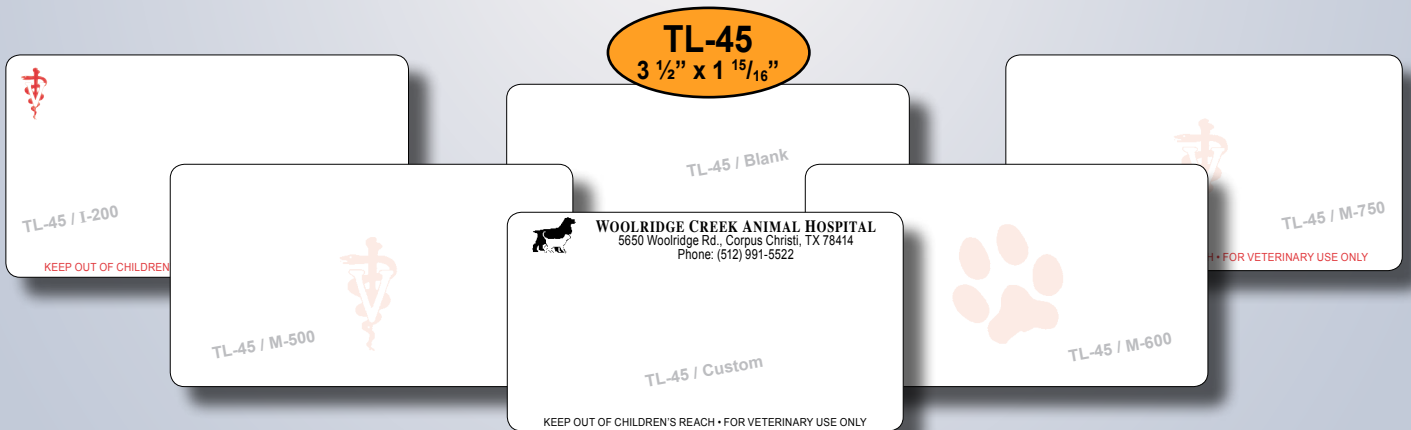 TL-45
3 ½” x 1 15/16”
TL-45 / I-200
KEEP OUT OF CHILDREN
TL-45 / M-500
TL-45 / Blank
WOOLRIDGE CREEK ANIMAL HOSPITAL
5650 Woolridge Rd., Corpus Christi, TX 78414
Phone: (512) 991-5522
TL-45 / Custom
KEEP OUT OF CHILDREN’S REACH • FOR VETERINARY USE ONLY
TL-45 / M-600
TL-45 / M-750
H • FOR VETERINARY USE ONLY